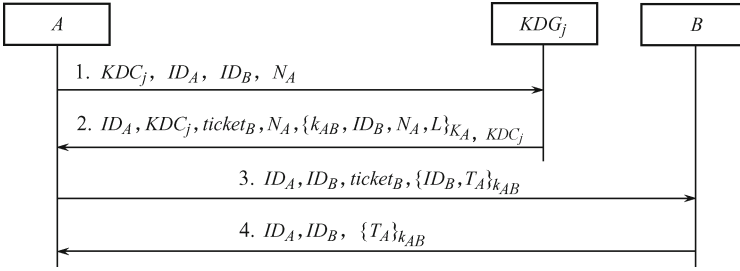 A KDG_j B
1. KDC_j, ID_A, ID_B, N_A
2. ID_A, KDC_j, ticket_B, N_A, {k_AB, ID_B, N_A, L}_K_A, KDC_j
3. ID_A, ID_B, ticket_B, {ID_B, T_A}_k_AB
4. ID_A, ID_B, {T_A}_k_AB